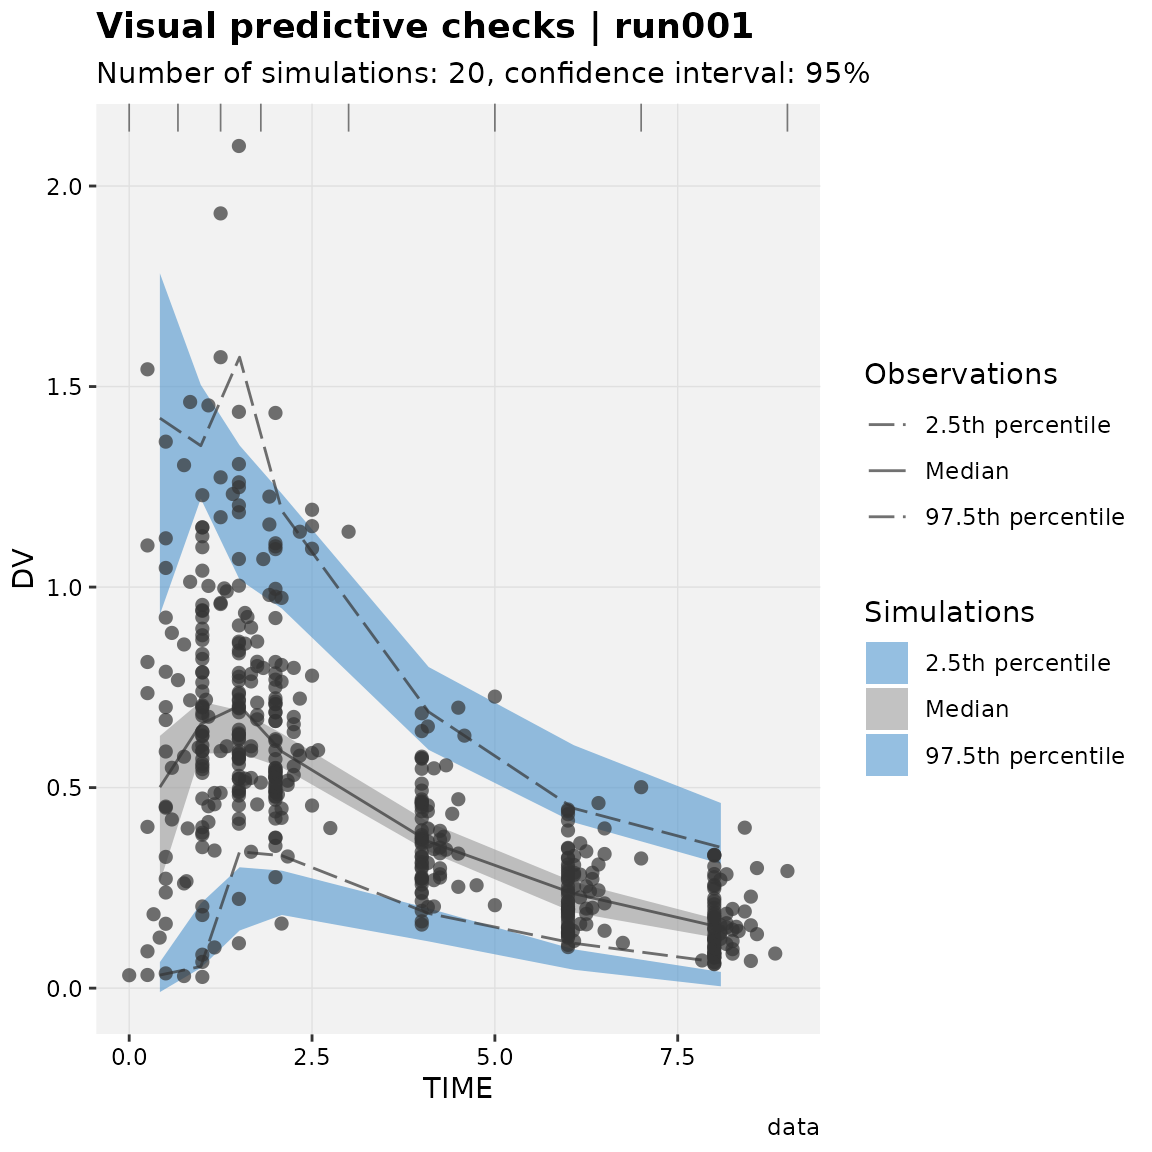 Visual predictive checks | run001
Number of simulations: 20, confidence interval: 95%
2.0
1.5
1.0
0.5
0.0
DV
0.0 2.5 5.0 7.5
TIME
data
Observations
2.5th percentile
Median
97.5th percentile
Simulations
2.5th percentile
Median
97.5th percentile